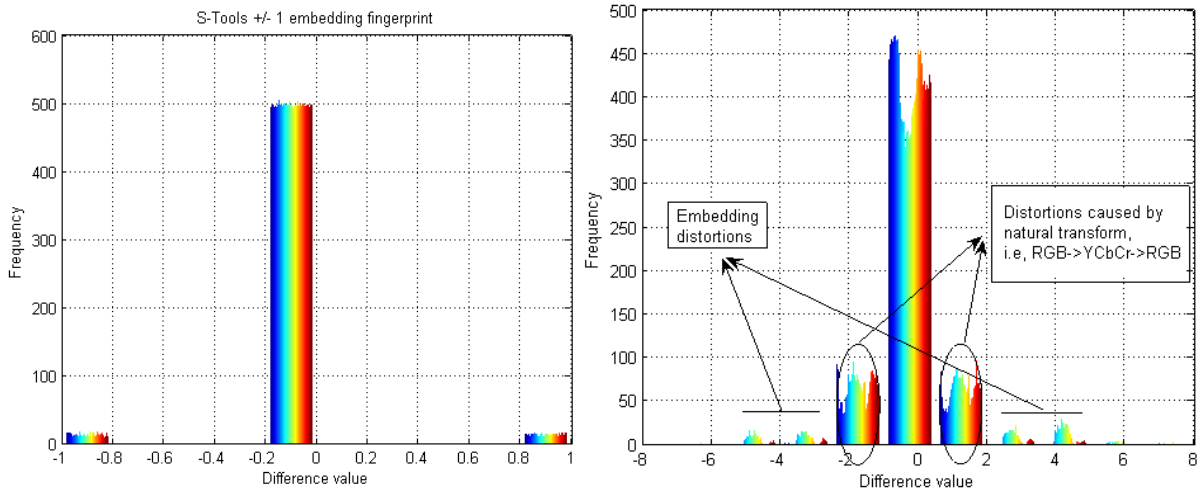 S-Tools +/- 1 embedding fingerprint
600
500
400
300
200
100
0
-1 -0.8 -0.6 -0.4 -0.2 0 0.2 0.4 0.6 0.8 1
Difference value
Frequency
500
450
400
350
300
250
200
150
100
50
0
-8 -6 -4 -2 0 2 4 6 8
Difference value
Frequency
Embedding
distortions
Distortions caused by
natural transform,
i.e, RGB->YCbCr->RGB